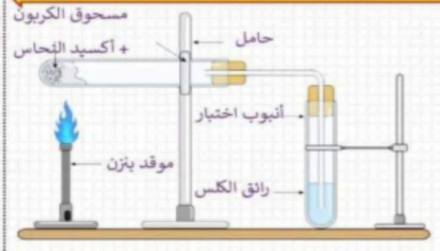 مسحوق الكربون
+ أكسيد النحاس
حامل
أنبوب اختبار
موقد بنزن
رائق الكلس